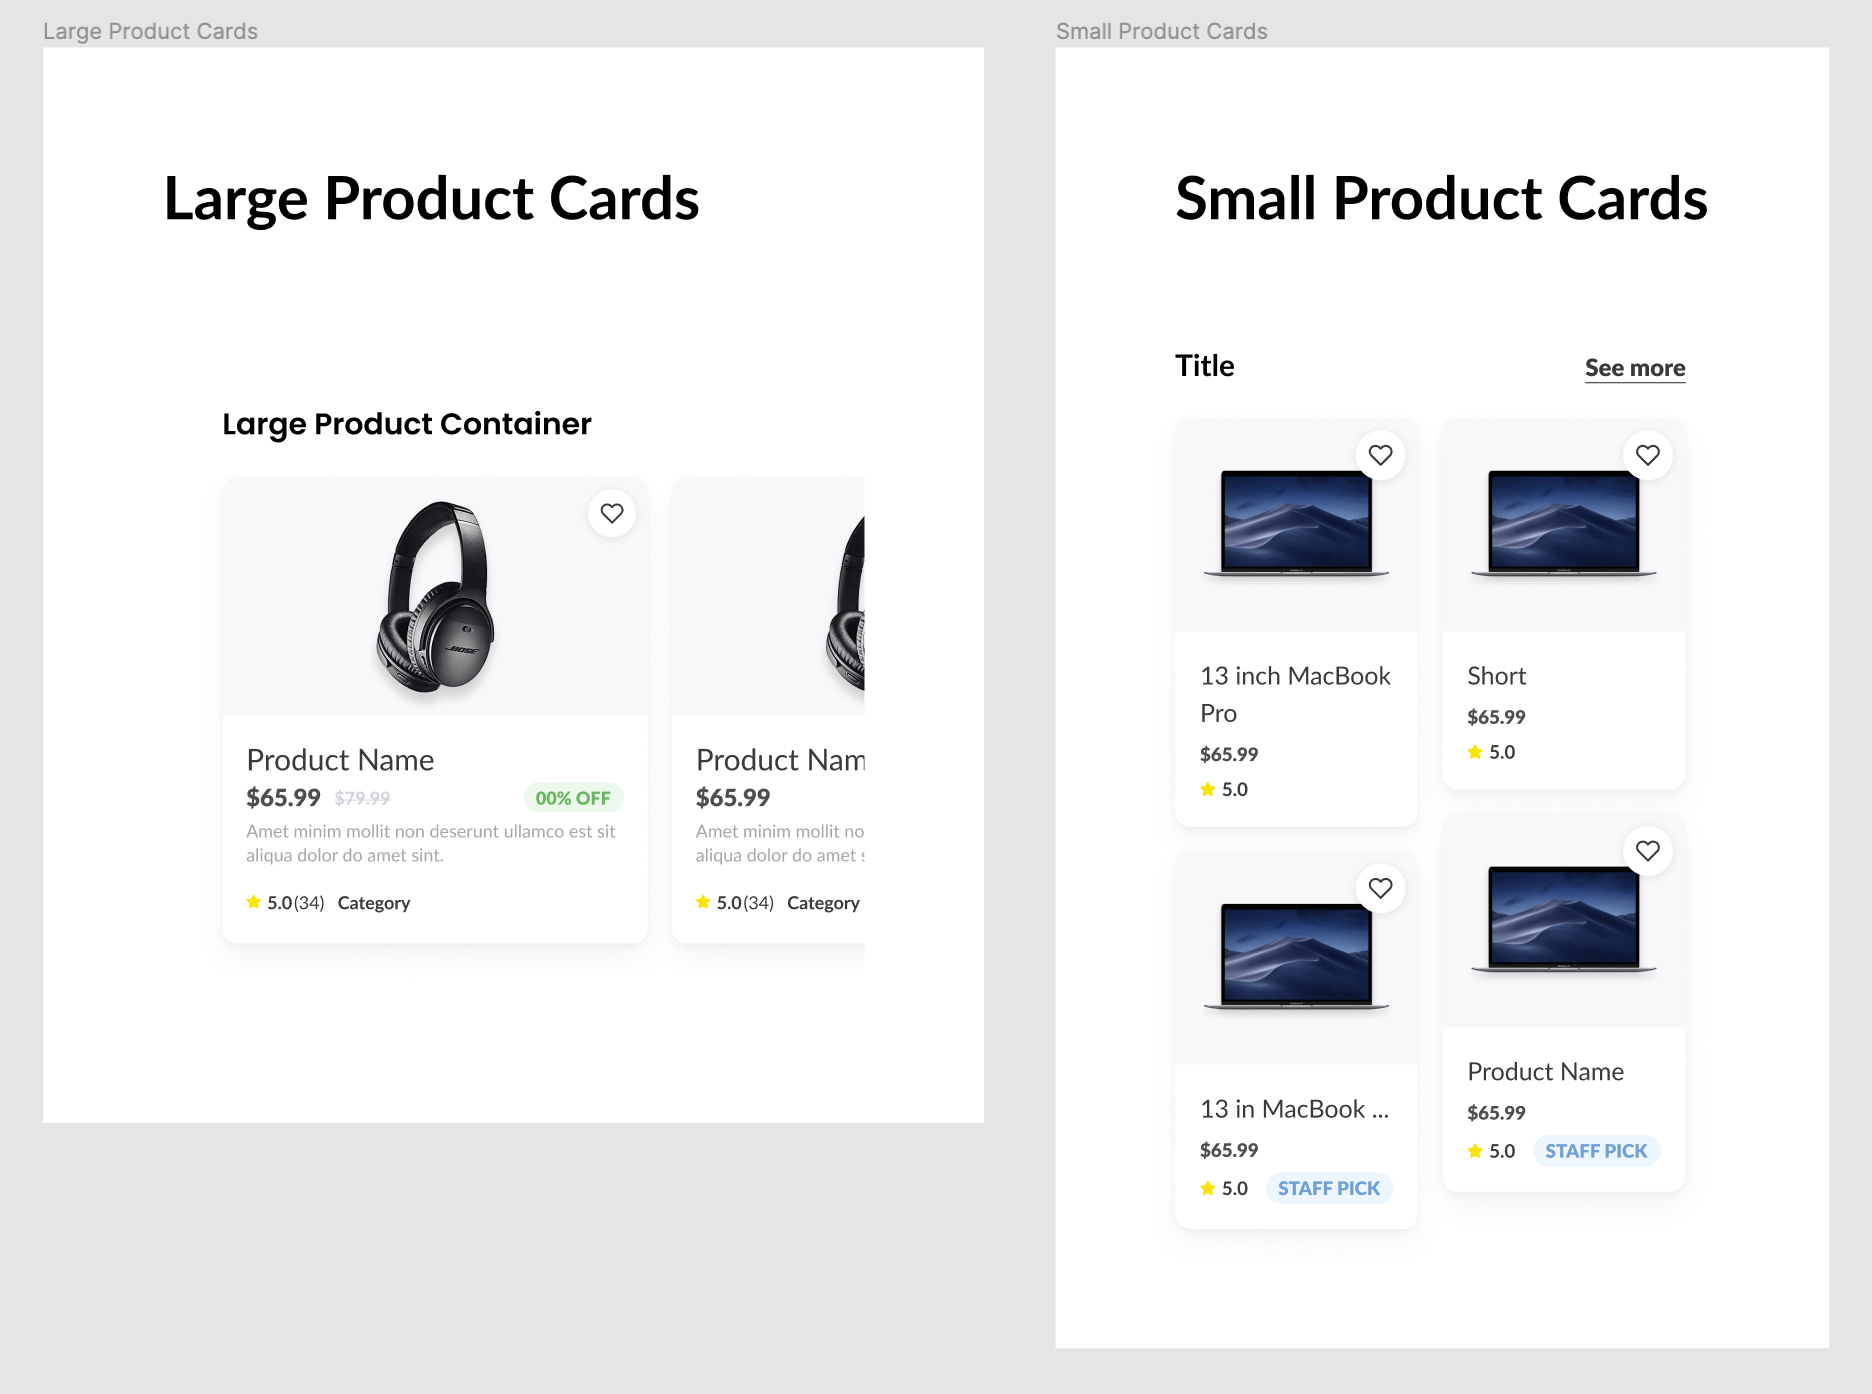 Large Product Cards
Large Product Cards
Large Product Container
BOSE
Product Name
$65.99 $79.99 00% OFF
Amet minim mollit non deserunt ullamco est sit
aliqua dolor do amet sint.
5.0(34) Category
Product Nam
$65.99
Amet minim mollit no
aliqua dolor do amet s
5.0(34) Category
Small Product Cards
Small Product Cards
Title See more
13 inch MacBook
Pro
$65.99
5.0
Short
$65.99
5.0
13 in MacBook ...
$65.99
5.0 STAFF PICK
Product Name
$65.99
5.0 STAFF PICK